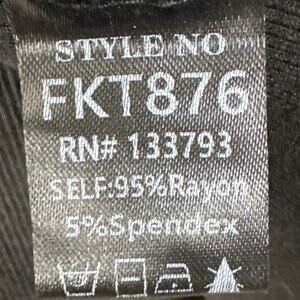 STYLE NO
FKT876
RN# 133793
SELF:95%Rayon
5%Spendex